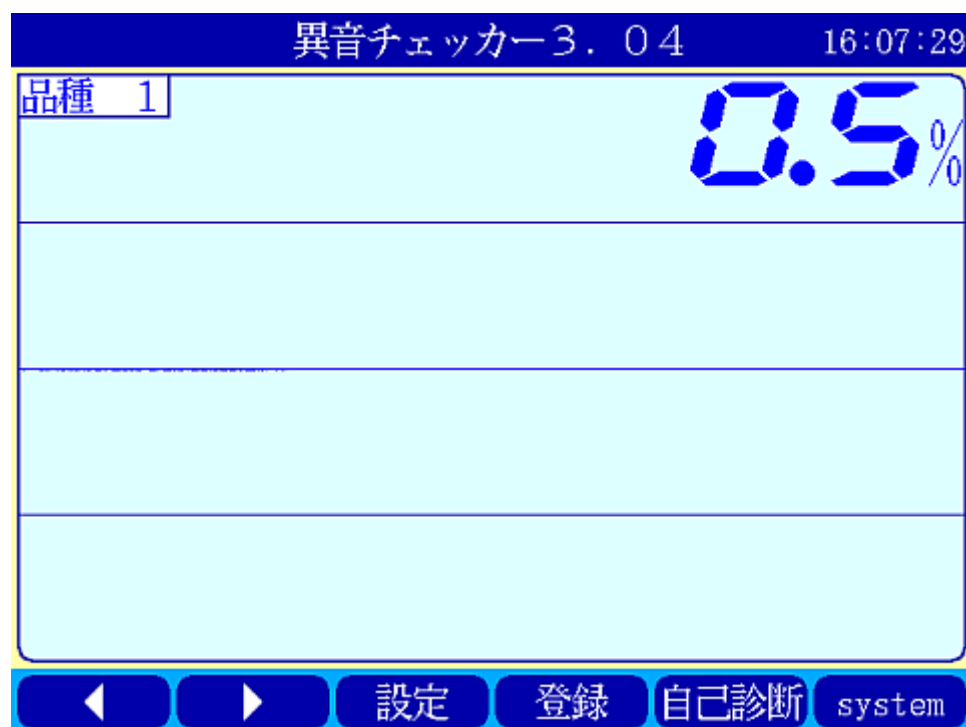 異音チェッカー３．０４ 16:07:29
品種 1 0.5%
◀ ▶ 設定 登録 自己診断 system